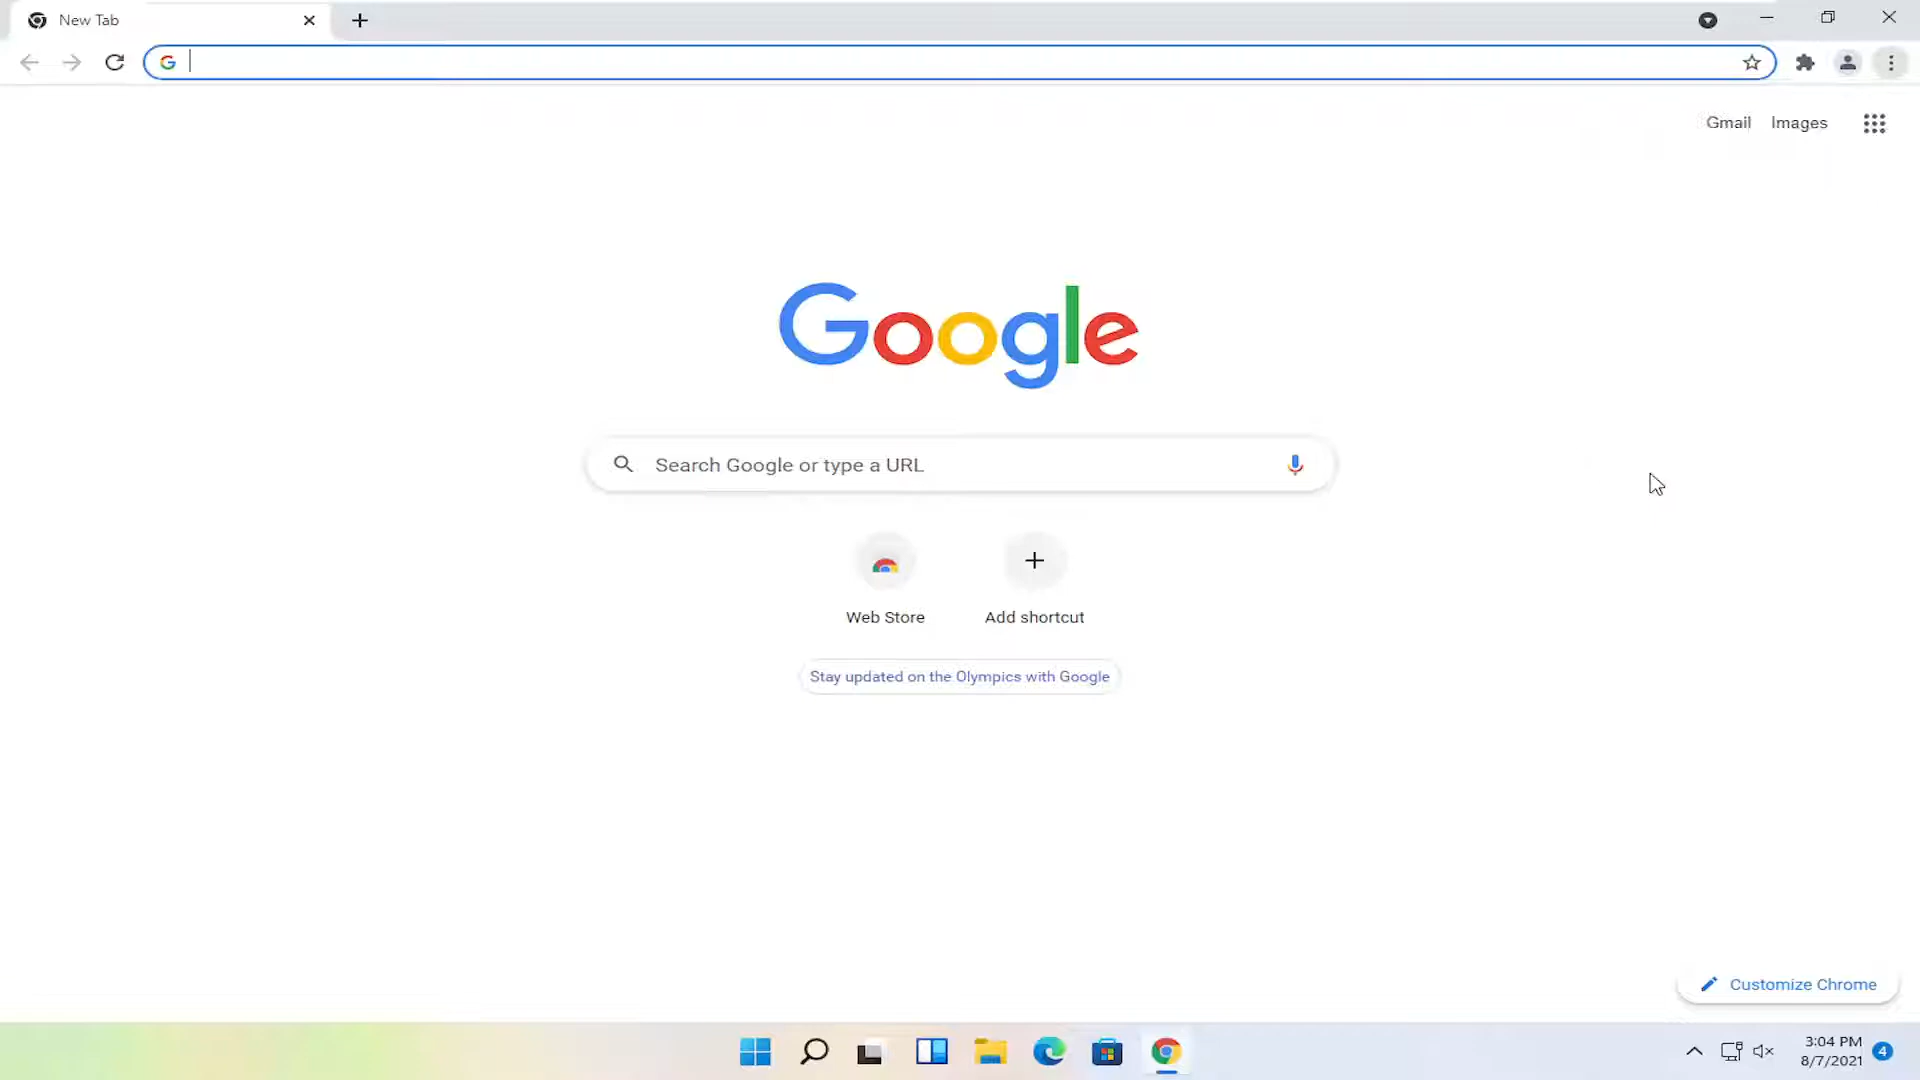 New Tab
Gmail Images
Google
Search Google or type a URL
Web Store Add shortcut
Stay updated on the Olympics with Google
Customize Chrome
3:04 PM
8/7/2021
4